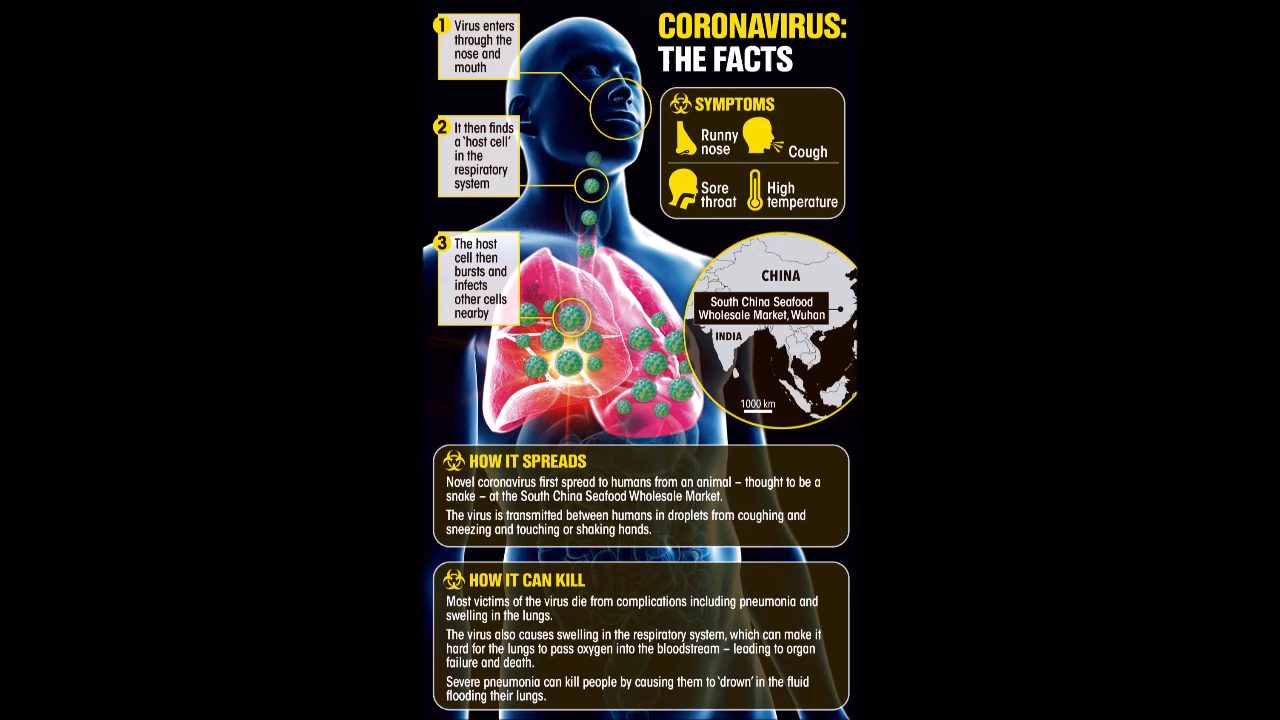 CORONAVIRUS:
THE FACTS
1
Virus enters
through the
nose and
mouth
2
It then finds
a 'host cell'
in the
respiratory
system
3
The host
cell then
bursts and
infects
other cells
nearby
SYMPTOMS
Runny
nose
Cough
Sore
throat
High
temperature
CHINA
South China Seafood
Wholesale Market, Wuhan
INDIA
1000 km
HOW IT SPREADS
Novel coronavirus first spread to humans from an animal – thought to be a
snake – at the South China Seafood Wholesale Market.
The virus is transmitted between humans in droplets from coughing and
sneezing and touching or shaking hands.
HOW IT CAN KILL
Most victims of the virus die from complications including pneumonia and
swelling in the lungs.
The virus also causes swelling in the respiratory system, which can make it
hard for the lungs to pass oxygen into the bloodstream – leading to organ
failure and death.
Severe pneumonia can kill people by causing them to 'drown' in the fluid
flooding their lungs.